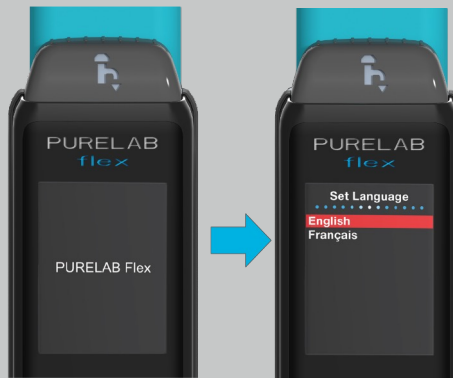 PURELAB
flex
PURELAB Flex
PURELAB
flex
Set Language
English
Français